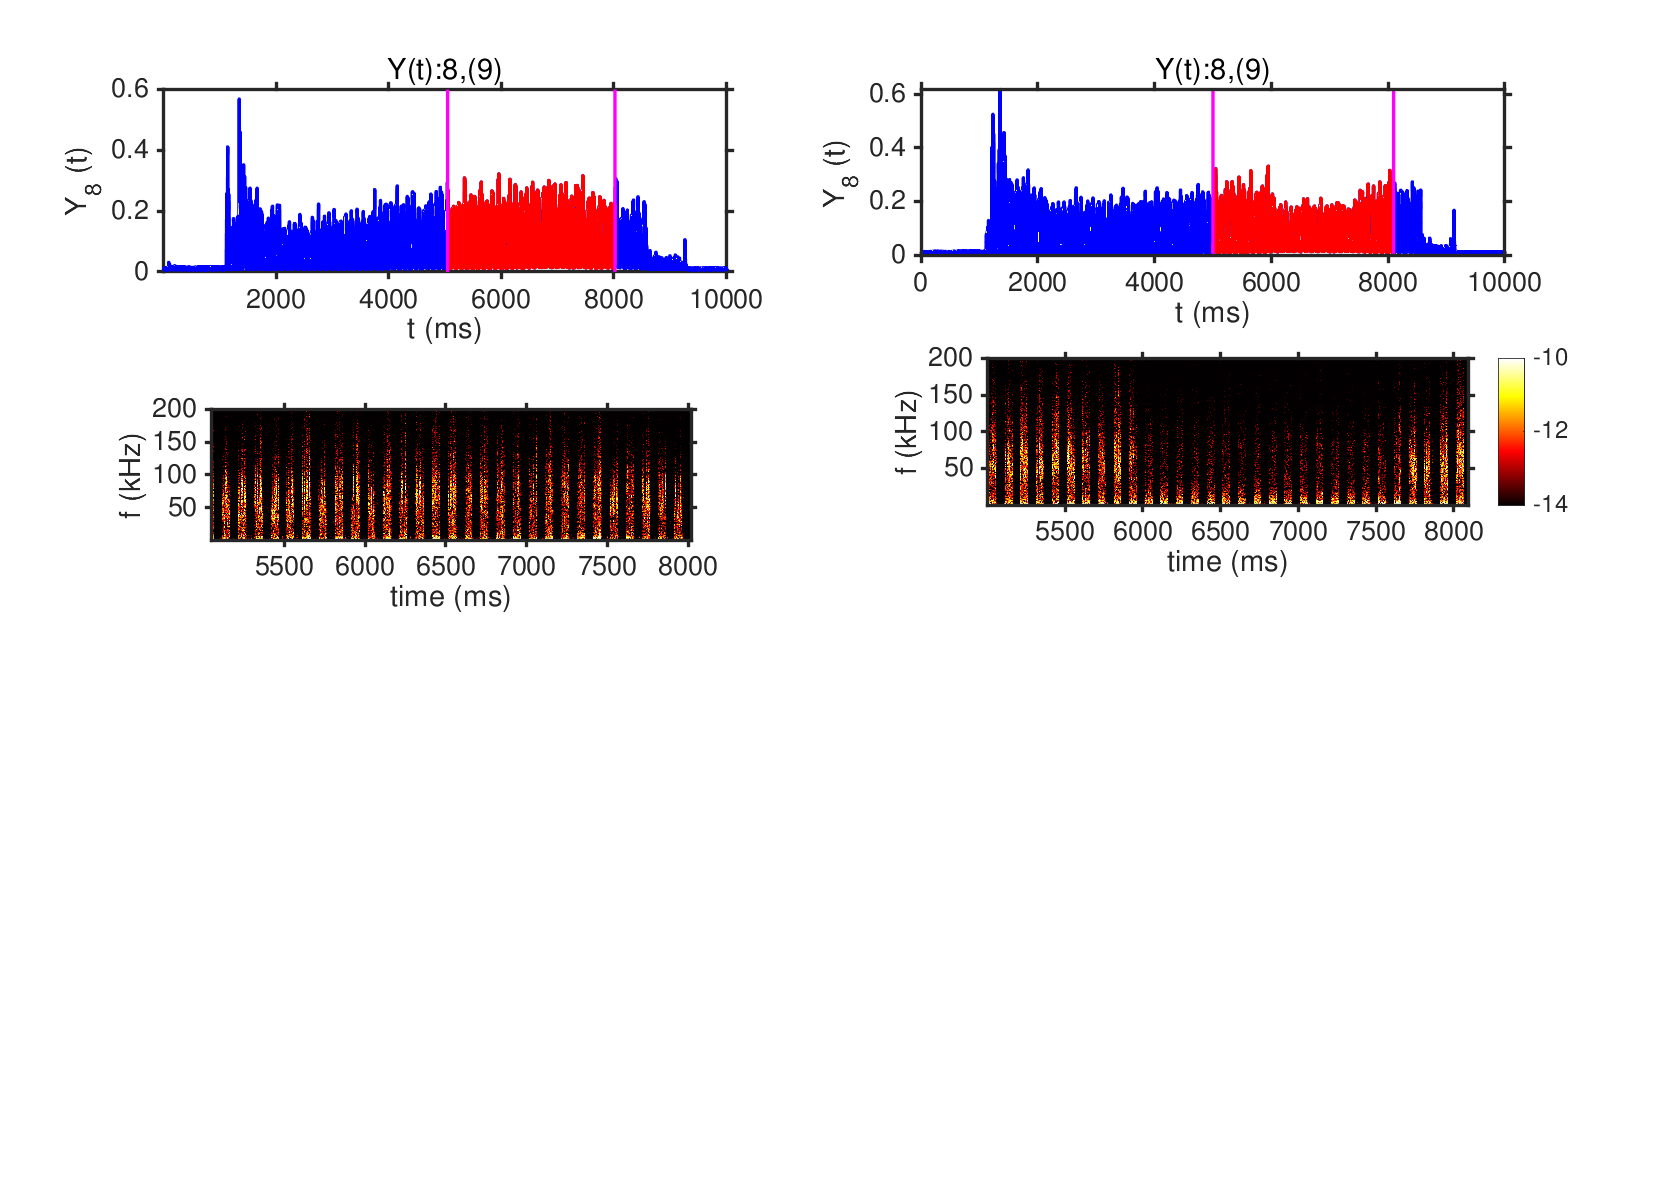 Y(t):8,(9)
0.6
0.4
0.2
0
Y8 (t)
2000 4000 6000 8000 10000
t (ms)
Y(t):8,(9)
0.6
0.4
0.2
0
Y8 (t)
0 2000 4000 6000 8000 10000
t (ms)
200
150
100
50
f (kHz)
5500 6000 6500 7000 7500 8000
time (ms)
200
150
100
50
f (kHz)
5500 6000 6500 7000 7500 8000
time (ms)
-10
-12
-14